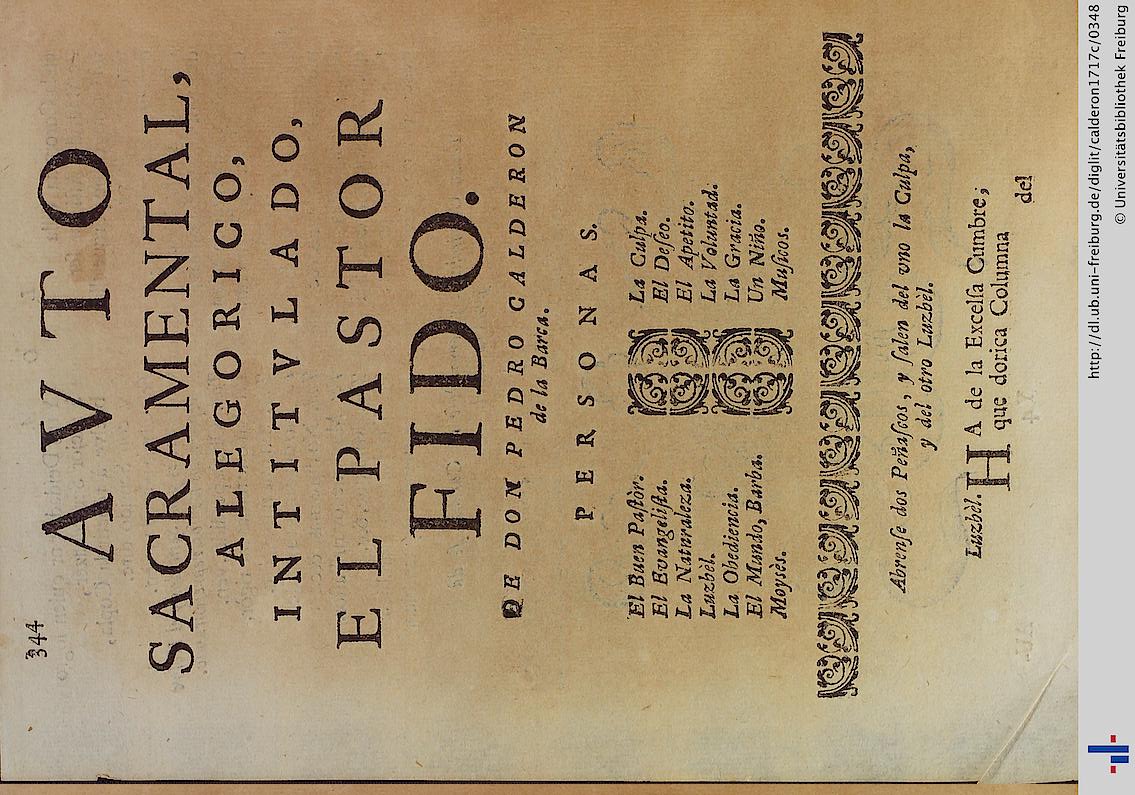 344
AVTO
SACRAMENTAL,
ALEGORICO,
INTITVLADO,
EL PASTOR
FIDO.
DE DON PEDRO CALDERON
de la Barca.
PERSONAS.
El Buen Paſtòr.
El Evangeliſta.
La Naturaleza.
Luzbèl.
La Obediencia.
El Mundo, Barba.
Moysès.
La Culpa.
El Deſeo.
El Apetito.
La Voluntad.
La Gracia.
Un Niño.
Muſicos.
Abrenſe dos Peñaſcos, y ſalen del vno la Culpa,
y del otro Luzbèl.
Luzbèl. HA de la Excelſa Cumbre,
que dorica Columna
del
http://dl.ub.uni-freiburg.de/diglit/calderon1717c/0348
© Universitätsbibliothek Freiburg